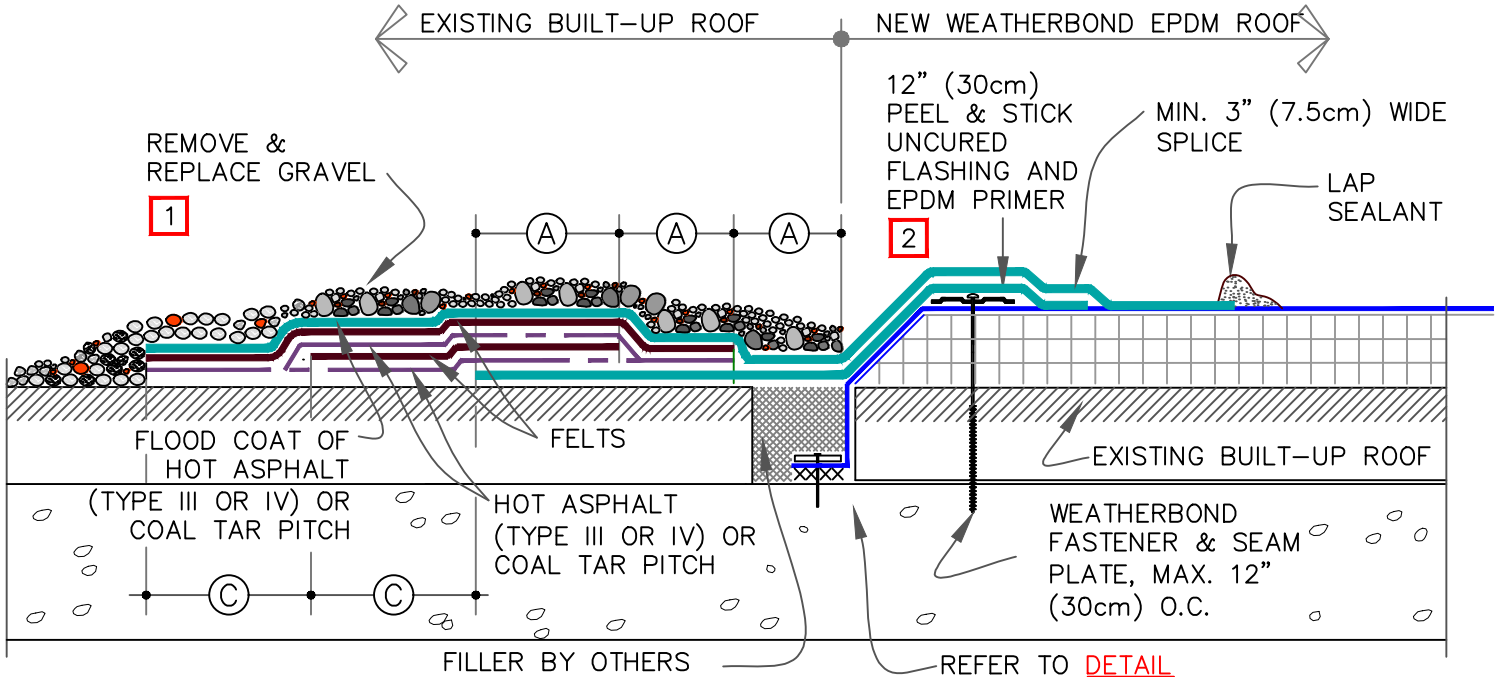 EXISTING BUILT-UP ROOF
NEW WEATHERBOND EPDM ROOF
12" (30cm)
PEEL & STICK
UNCURED
FLASHING AND
EPDM PRIMER
2
MIN. 3" (7.5cm) WIDE
SPLICE
REMOVE &
REPLACE GRAVEL
1
LAP
SEALANT
A
A
A
FLOOD COAT OF
HOT ASPHALT
(TYPE III OR IV) OR
COAL TAR PITCH
FELTS
EXISTING BUILT-UP ROOF
HOT ASPHALT
(TYPE III OR IV) OR
COAL TAR PITCH
WEATHERBOND
FASTENER & SEAM
PLATE, MAX. 12"
(30cm) O.C.
C
C
FILLER BY OTHERS
REFER TO DETAIL